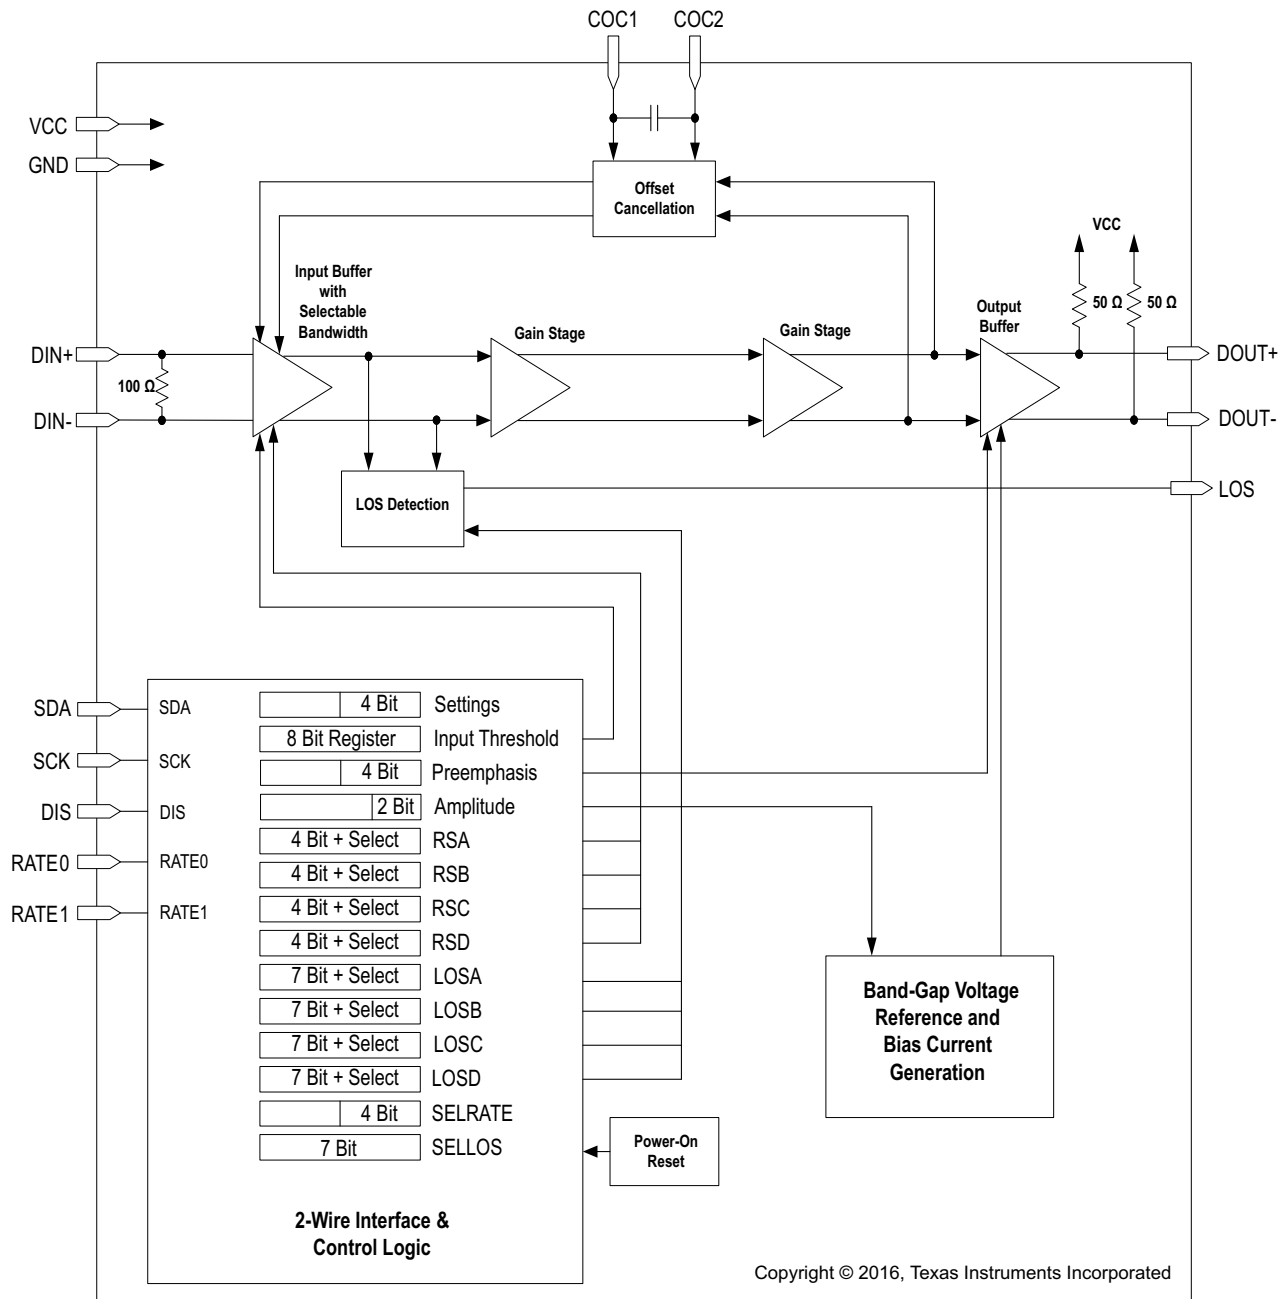 COC1 COC2
VCC
GND
Offset
Cancellation
VCC
Input Buffer
with
Selectable
Bandwidth
Gain Stage
Gain Stage
Output
Buffer
50 Ω
50 Ω
DIN+
DOUT+
100 Ω
DIN-
DOUT-
LOS Detection
LOS
SDA SDA
SCK SCK
DIS DIS
RATE0 RATE0
RATE1 RATE1
4 Bit Settings
8 Bit Register Input Threshold
4 Bit Preemphasis
2 Bit Amplitude
4 Bit + Select RSA
4 Bit + Select RSB
4 Bit + Select RSC
4 Bit + Select RSD
7 Bit + Select LOSA
7 Bit + Select LOSB
7 Bit + Select LOSC
7 Bit + Select LOSD
4 Bit SELRATE
7 Bit SELLOS
2-Wire Interface &
Control Logic
Power-On
Reset
Band-Gap Voltage
Reference and
Bias Current
Generation
Copyright © 2016, Texas Instruments Incorporated